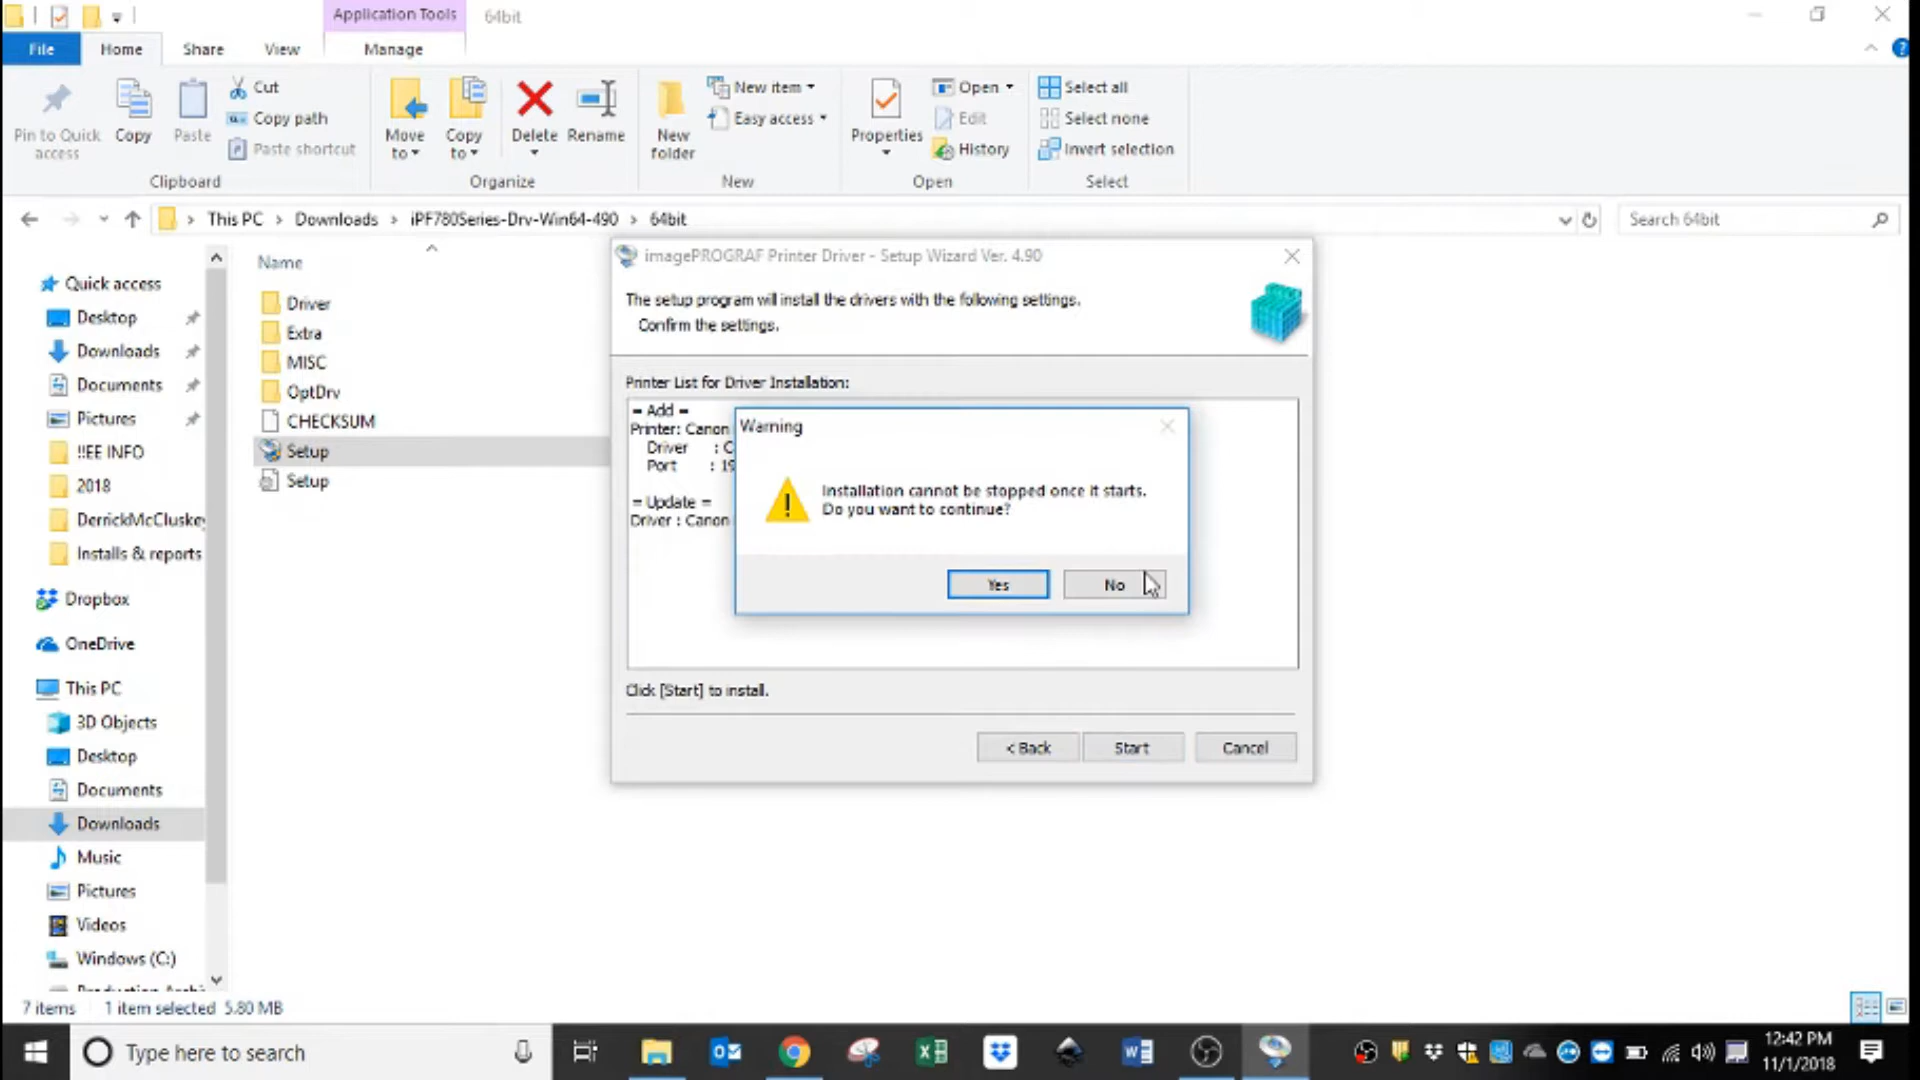 Application Tools
64bit
File
Home
Share
View
Manage
Pin to Quick access
Copy
Paste
Cut
Copy path
Paste shortcut
Clipboard
Move to
Copy to
Delete
Rename
Organize
New folder
New item
Easy access
New
Properties
Open
Edit
History
Open
Select all
Select none
Invert selection
Select
This PC > Downloads > iPF780Series-Drv-Win64-490 > 64bit
Search 64bit
Quick access
Desktop
Downloads
Documents
Pictures
!!EE INFO
2018
DerrickMcCluskey
Installs & reports
Dropbox
OneDrive
This PC
3D Objects
Desktop
Documents
Downloads
Music
Pictures
Videos
Windows (C:)
Name
Driver
Extra
MISC
OptDrv
CHECKSUM
Setup
Setup
imagePROGRAF Printer Driver - Setup Wizard Ver. 4.90
The setup program will install the drivers with the following settings.
Confirm the settings.
Printer List for Driver Installation:
= Add =
Printer: Canon
Driver : C
Port : 19
= Update =
Driver : Canon
Warning
Installation cannot be stopped once it starts.
Do you want to continue?
Yes
No
Click [Start] to install.
< Back
Start
Cancel
7 items
1 item selected 5.80 MB
Type here to search
12:42 PM
11/1/2018